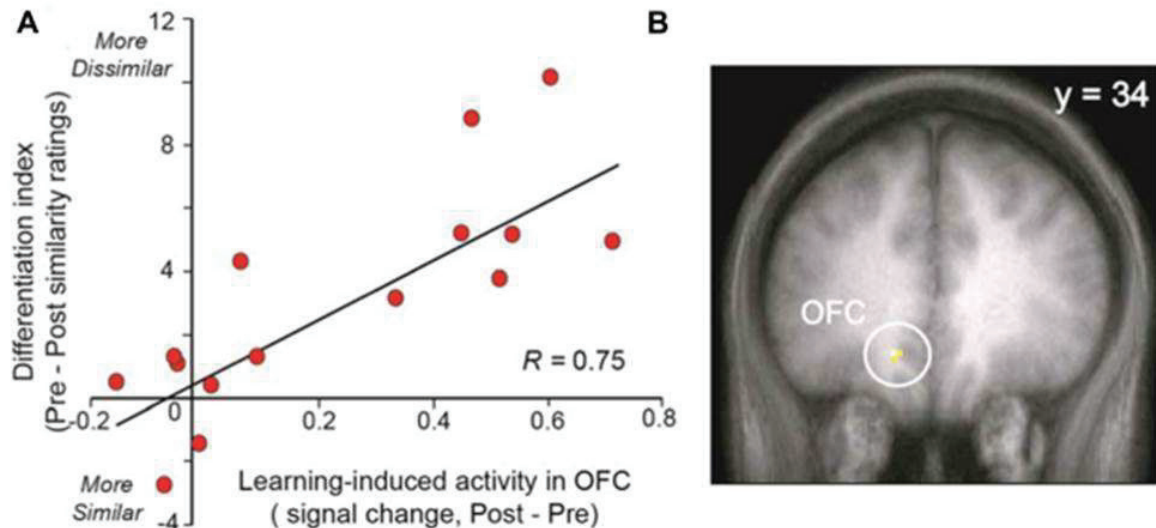 A
12
More
Dissimilar
8
4
0
-4
Differentiation index
(Pre - Post similarity ratings)
R = 0.75
-0.2
0.2
0.4
0.6
0.8
More
Similar
Learning-induced activity in OFC
( signal change, Post - Pre)
B
y = 34
OFC